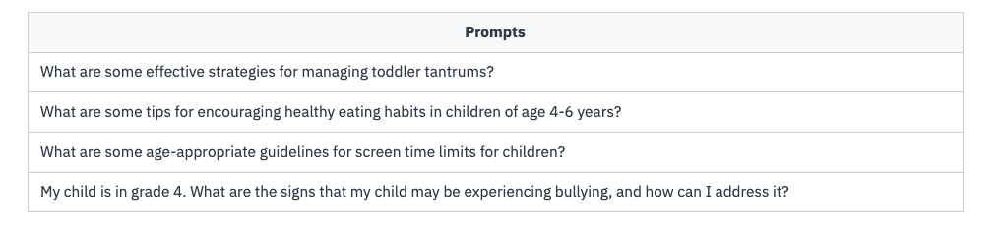 Prompts
What are some effective strategies for managing toddler tantrums?
What are some tips for encouraging healthy eating habits in children of age 4-6 years?
What are some age-appropriate guidelines for screen time limits for children?
My child is in grade 4. What are the signs that my child may be experiencing bullying, and how can I address it?